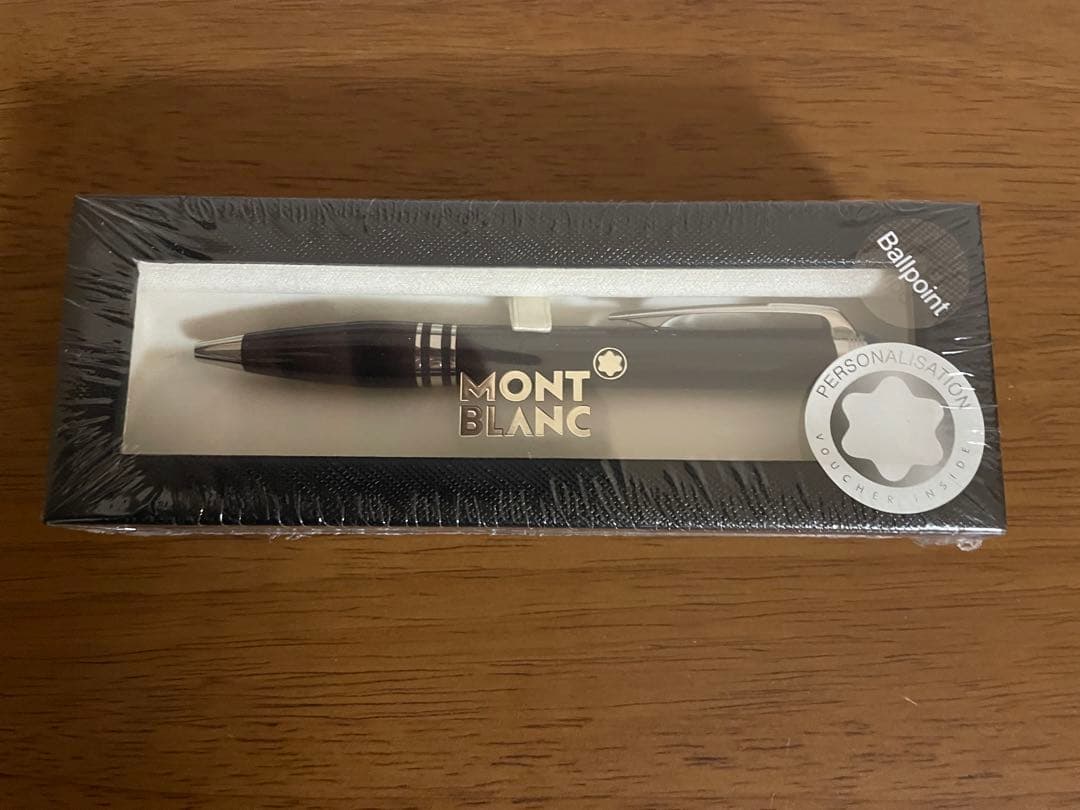 Ballpoint
MONT
BLANC
PERSONALISATION
VOUCHER INSIDE